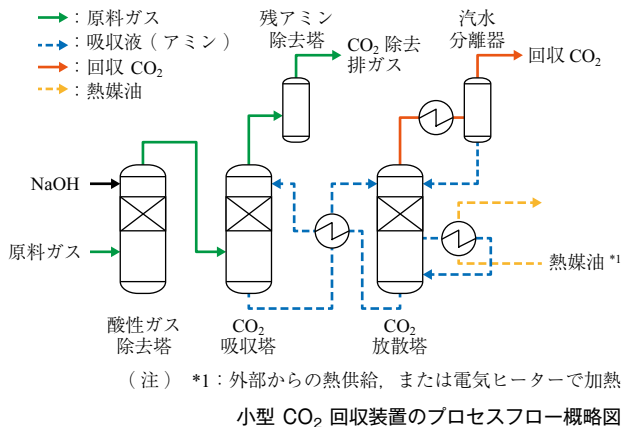 ：原料ガス
：吸収液（アミン）
：回収 CO₂
：熱媒油
残アミン
除去塔
CO₂ 除去
排ガス
汽水
分離器
回収 CO₂
NaOH
原料ガス
熱媒油 *1
酸性ガス
除去塔
CO₂
吸収塔
CO₂
放散塔
（注） *1：外部からの熱供給，または電気ヒーターで加熱
小型 CO₂ 回収装置のプロセスフロー概略図